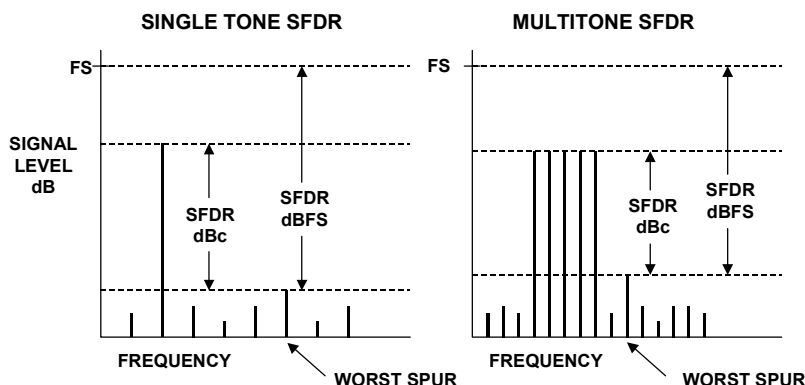 SINGLE TONE SFDR
FS
SIGNAL
LEVEL
dB
SFDR
dBc
SFDR
dBFS
FREQUENCY
WORST SPUR
MULTITONE SFDR
FS
SFDR
dBc
SFDR
dBFS
FREQUENCY
WORST SPUR